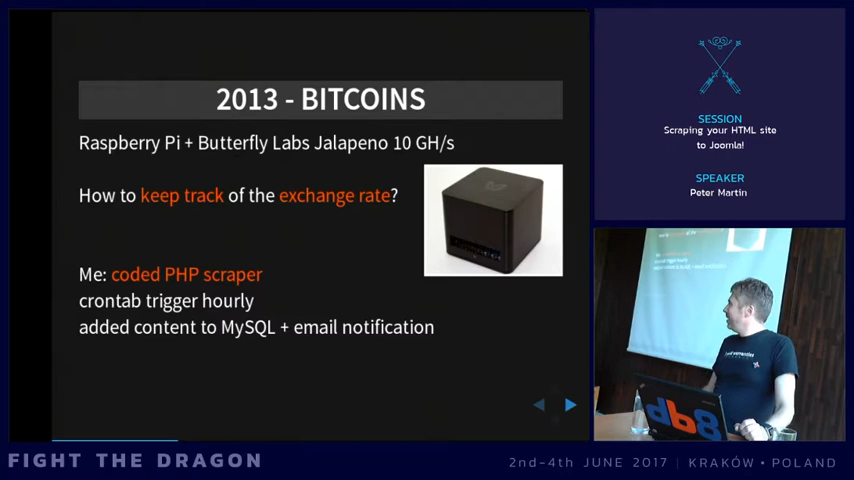 2013 - BITCOINS
Raspberry Pi + Butterfly Labs Jalapeno 10 GH/s
How to keep track of the exchange rate?
Me: coded PHP scraper
crontab trigger hourly
added content to MySQL + email notification
SESSION
Scraping your HTML site
to Joomla!
SPEAKER
Peter Martin
db8
FIGHT THE DRAGON
2nd-4th JUNE 2017 | KRAKÓW • POLAND